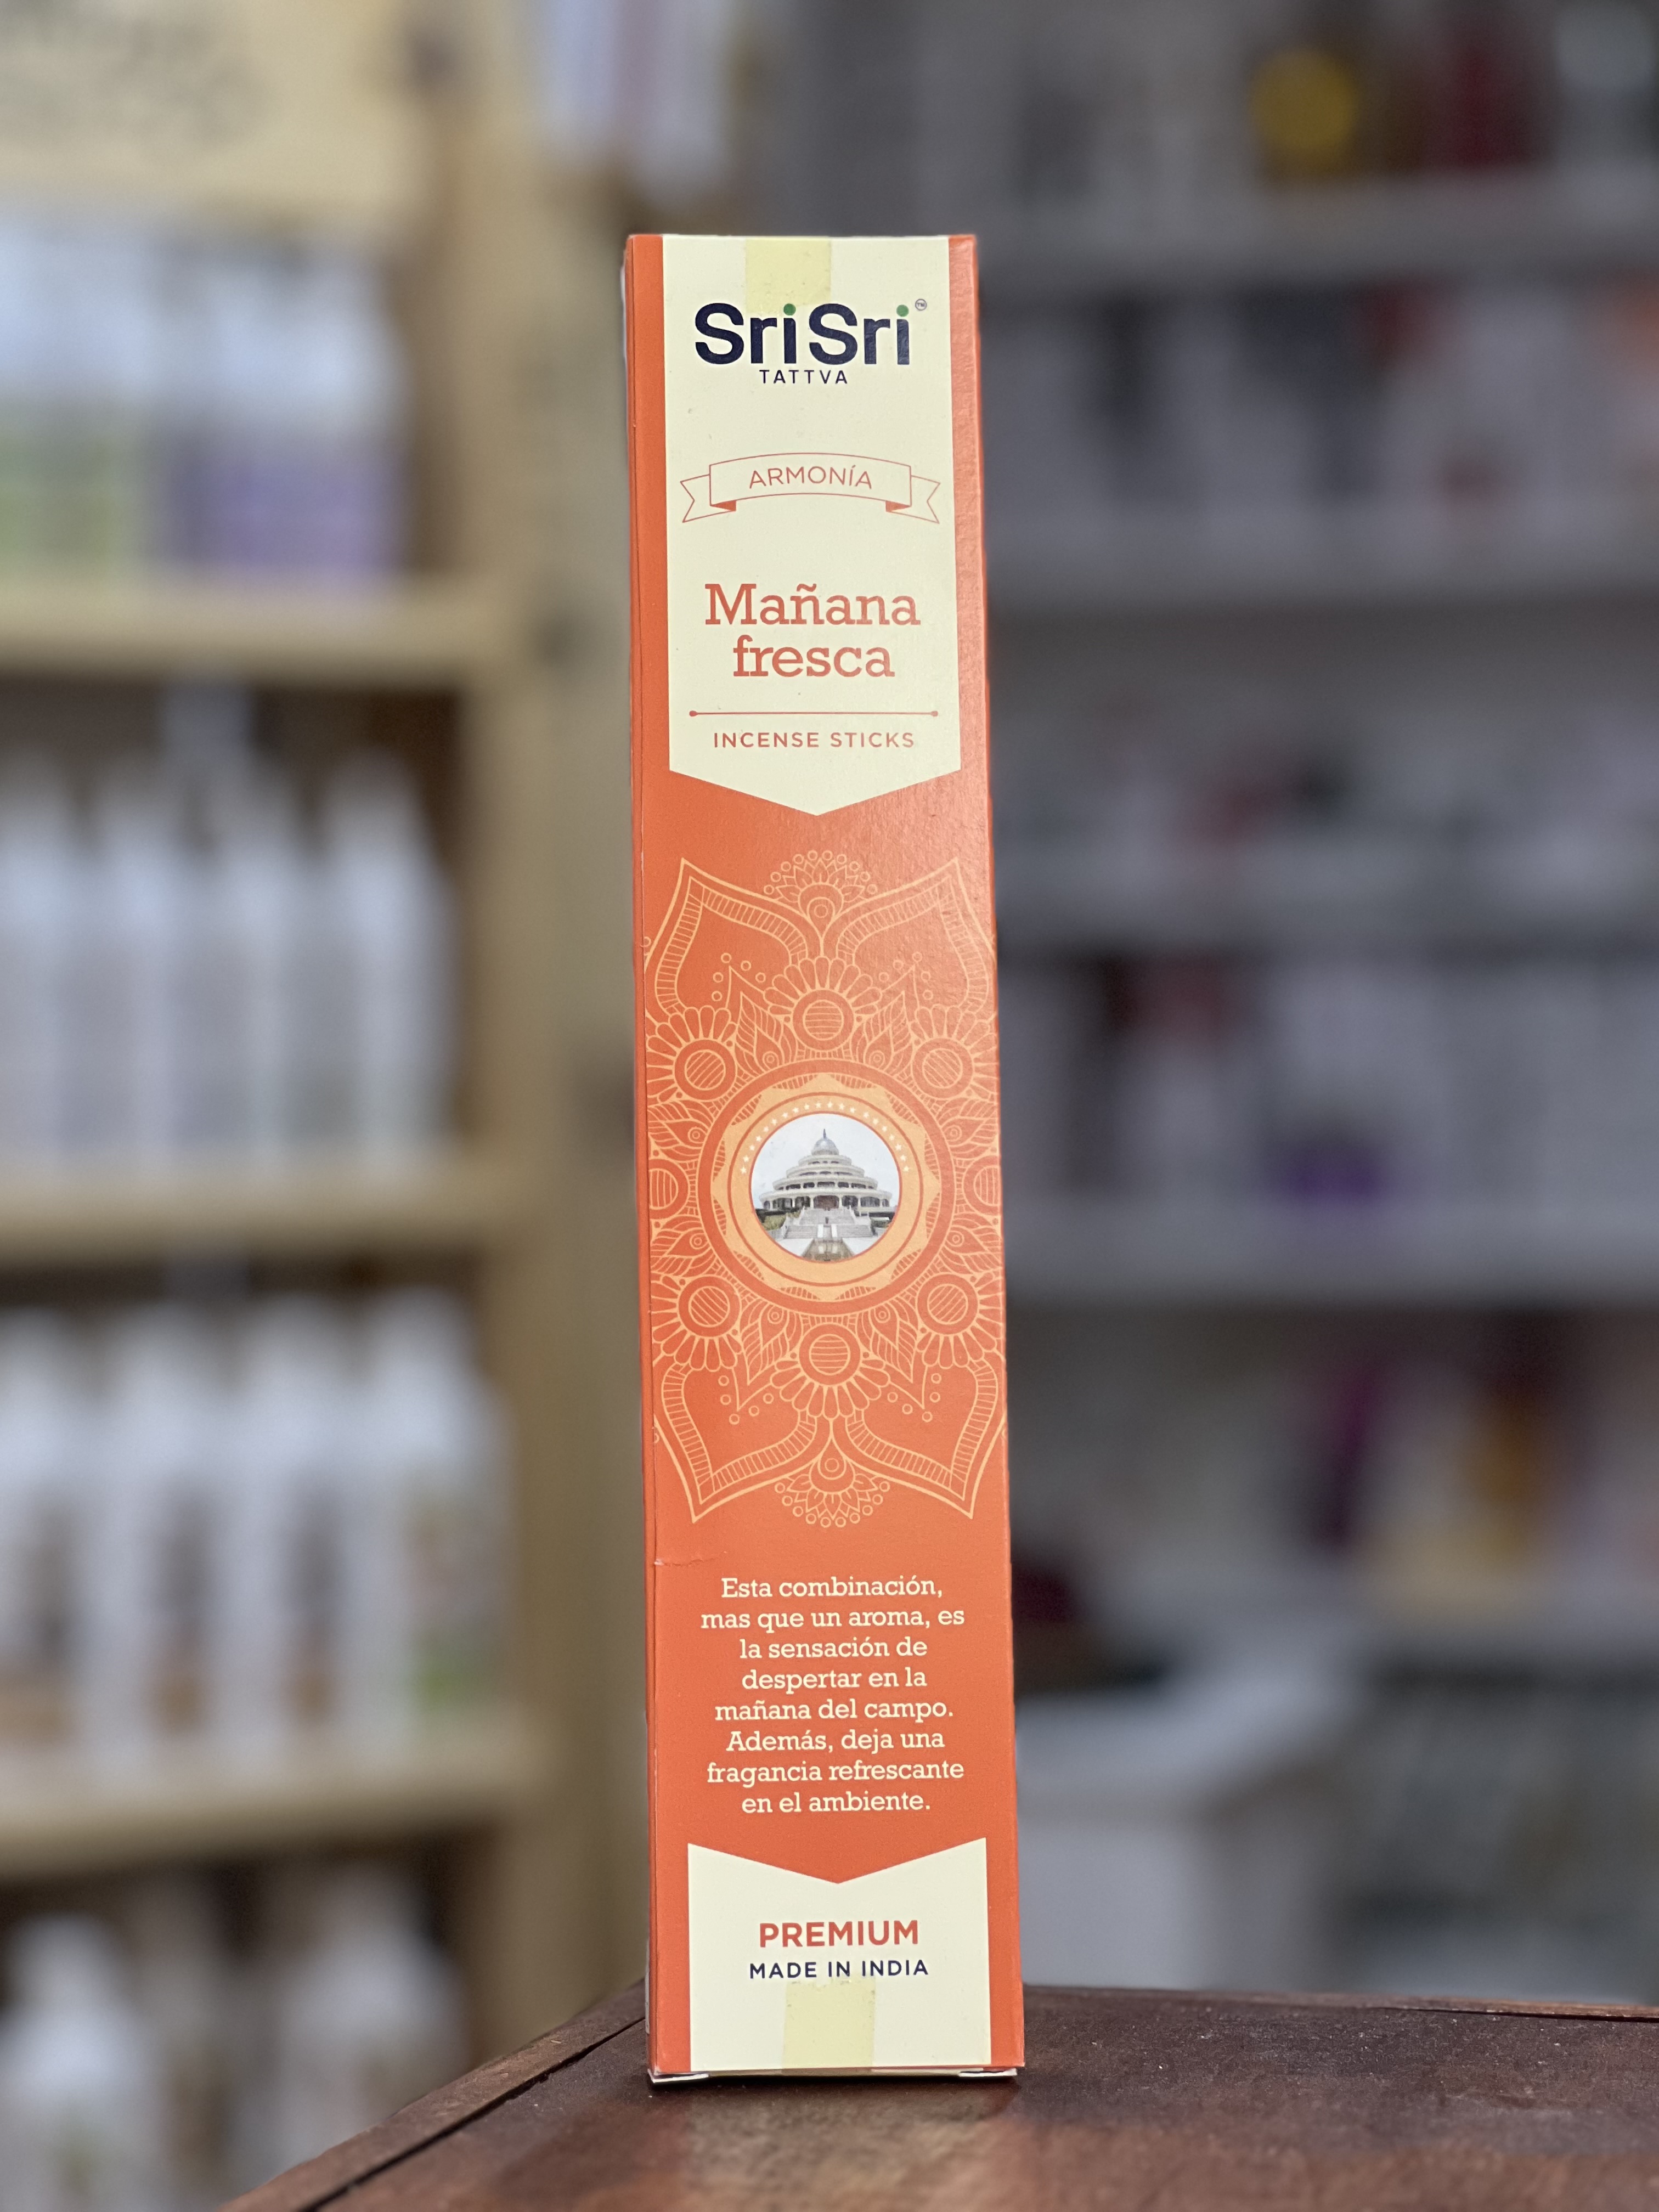 SriSri™
TATTVA
ARMONÍA
Mañana
fresca
INCENSE STICKS
Esta combinación,
mas que un aroma, es
la sensación de
despertar en la
mañana del campo.
Además, deja una
fragancia refrescante
en el ambiente.
PREMIUM
MADE IN INDIA